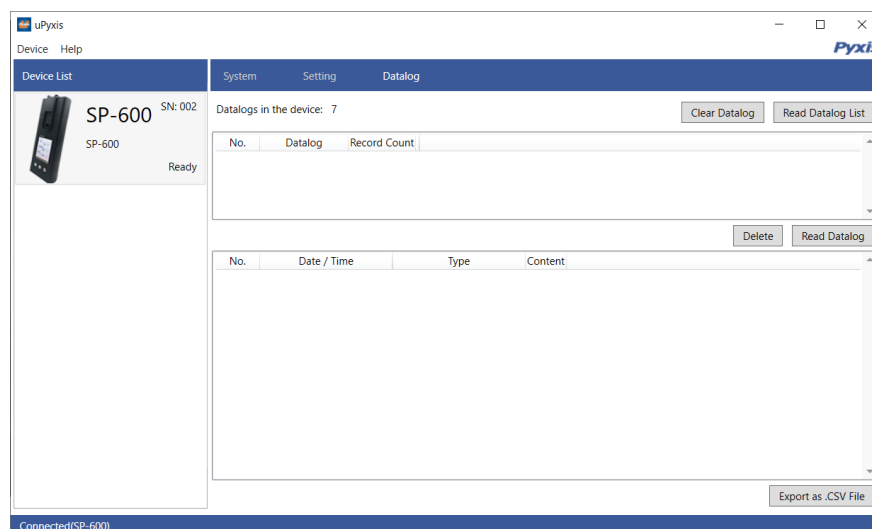 uPyxis
Device Help
Device List
System Setting Datalog
SP-600 SN: 002
SP-600
Ready
Datalogs in the device: 7
Clear Datalog Read Datalog List
No. Datalog Record Count
Delete Read Datalog
No. Date / Time Type Content
Export as .CSV File
Connected(SP-600)